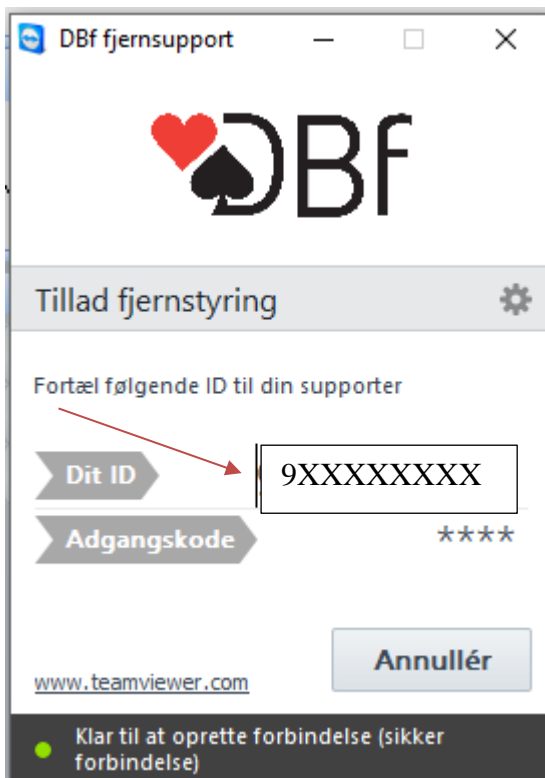 DBf fjernsupport
DBf
Tillad fjernstyring
Fortæl følgende ID til din supporter
Dit ID
9XXXXXXXX
Adgangskode
****
Annullér
www.teamviewer.com
Klar til at oprette forbindelse (sikker
forbindelse)